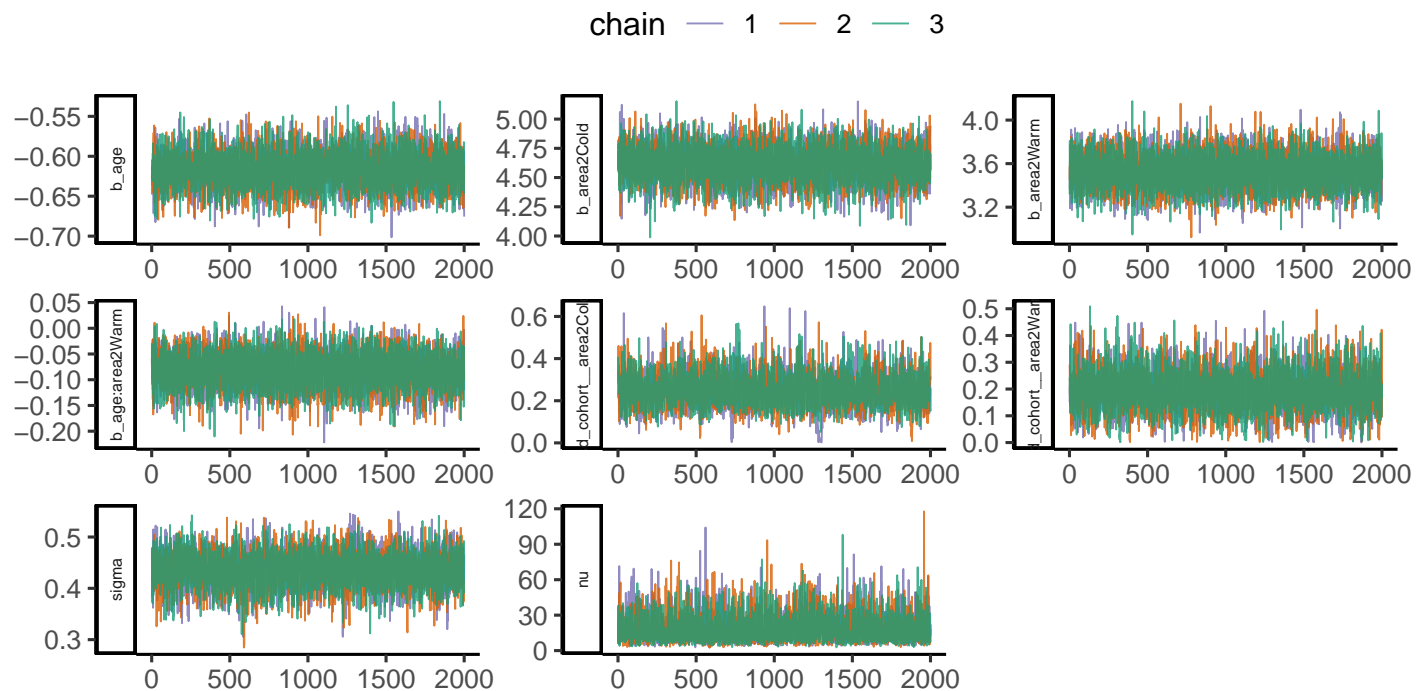 chain 1 2 3
−0.55
−0.60
−0.65
−0.70
b_age
0 500 1000 1500 2000
5.00
4.75
4.50
4.25
4.00
b_area2Cold
0 500 1000 1500 2000
4.0
3.6
3.2
b_area2Warm
0 500 1000 1500 2000
0.05
0.00
−0.05
−0.10
−0.15
−0.20
b_age:area2Warm
0 500 1000 1500 2000
0.6
0.4
0.2
0.0
d_cohort__area2Col
0 500 1000 1500 2000
0.5
0.4
0.3
0.2
0.1
0.0
d_cohort__area2War
0 500 1000 1500 2000
0.5
0.4
0.3
sigma
0 500 1000 1500 2000
120
90
60
30
0
nu
0 500 1000 1500 2000